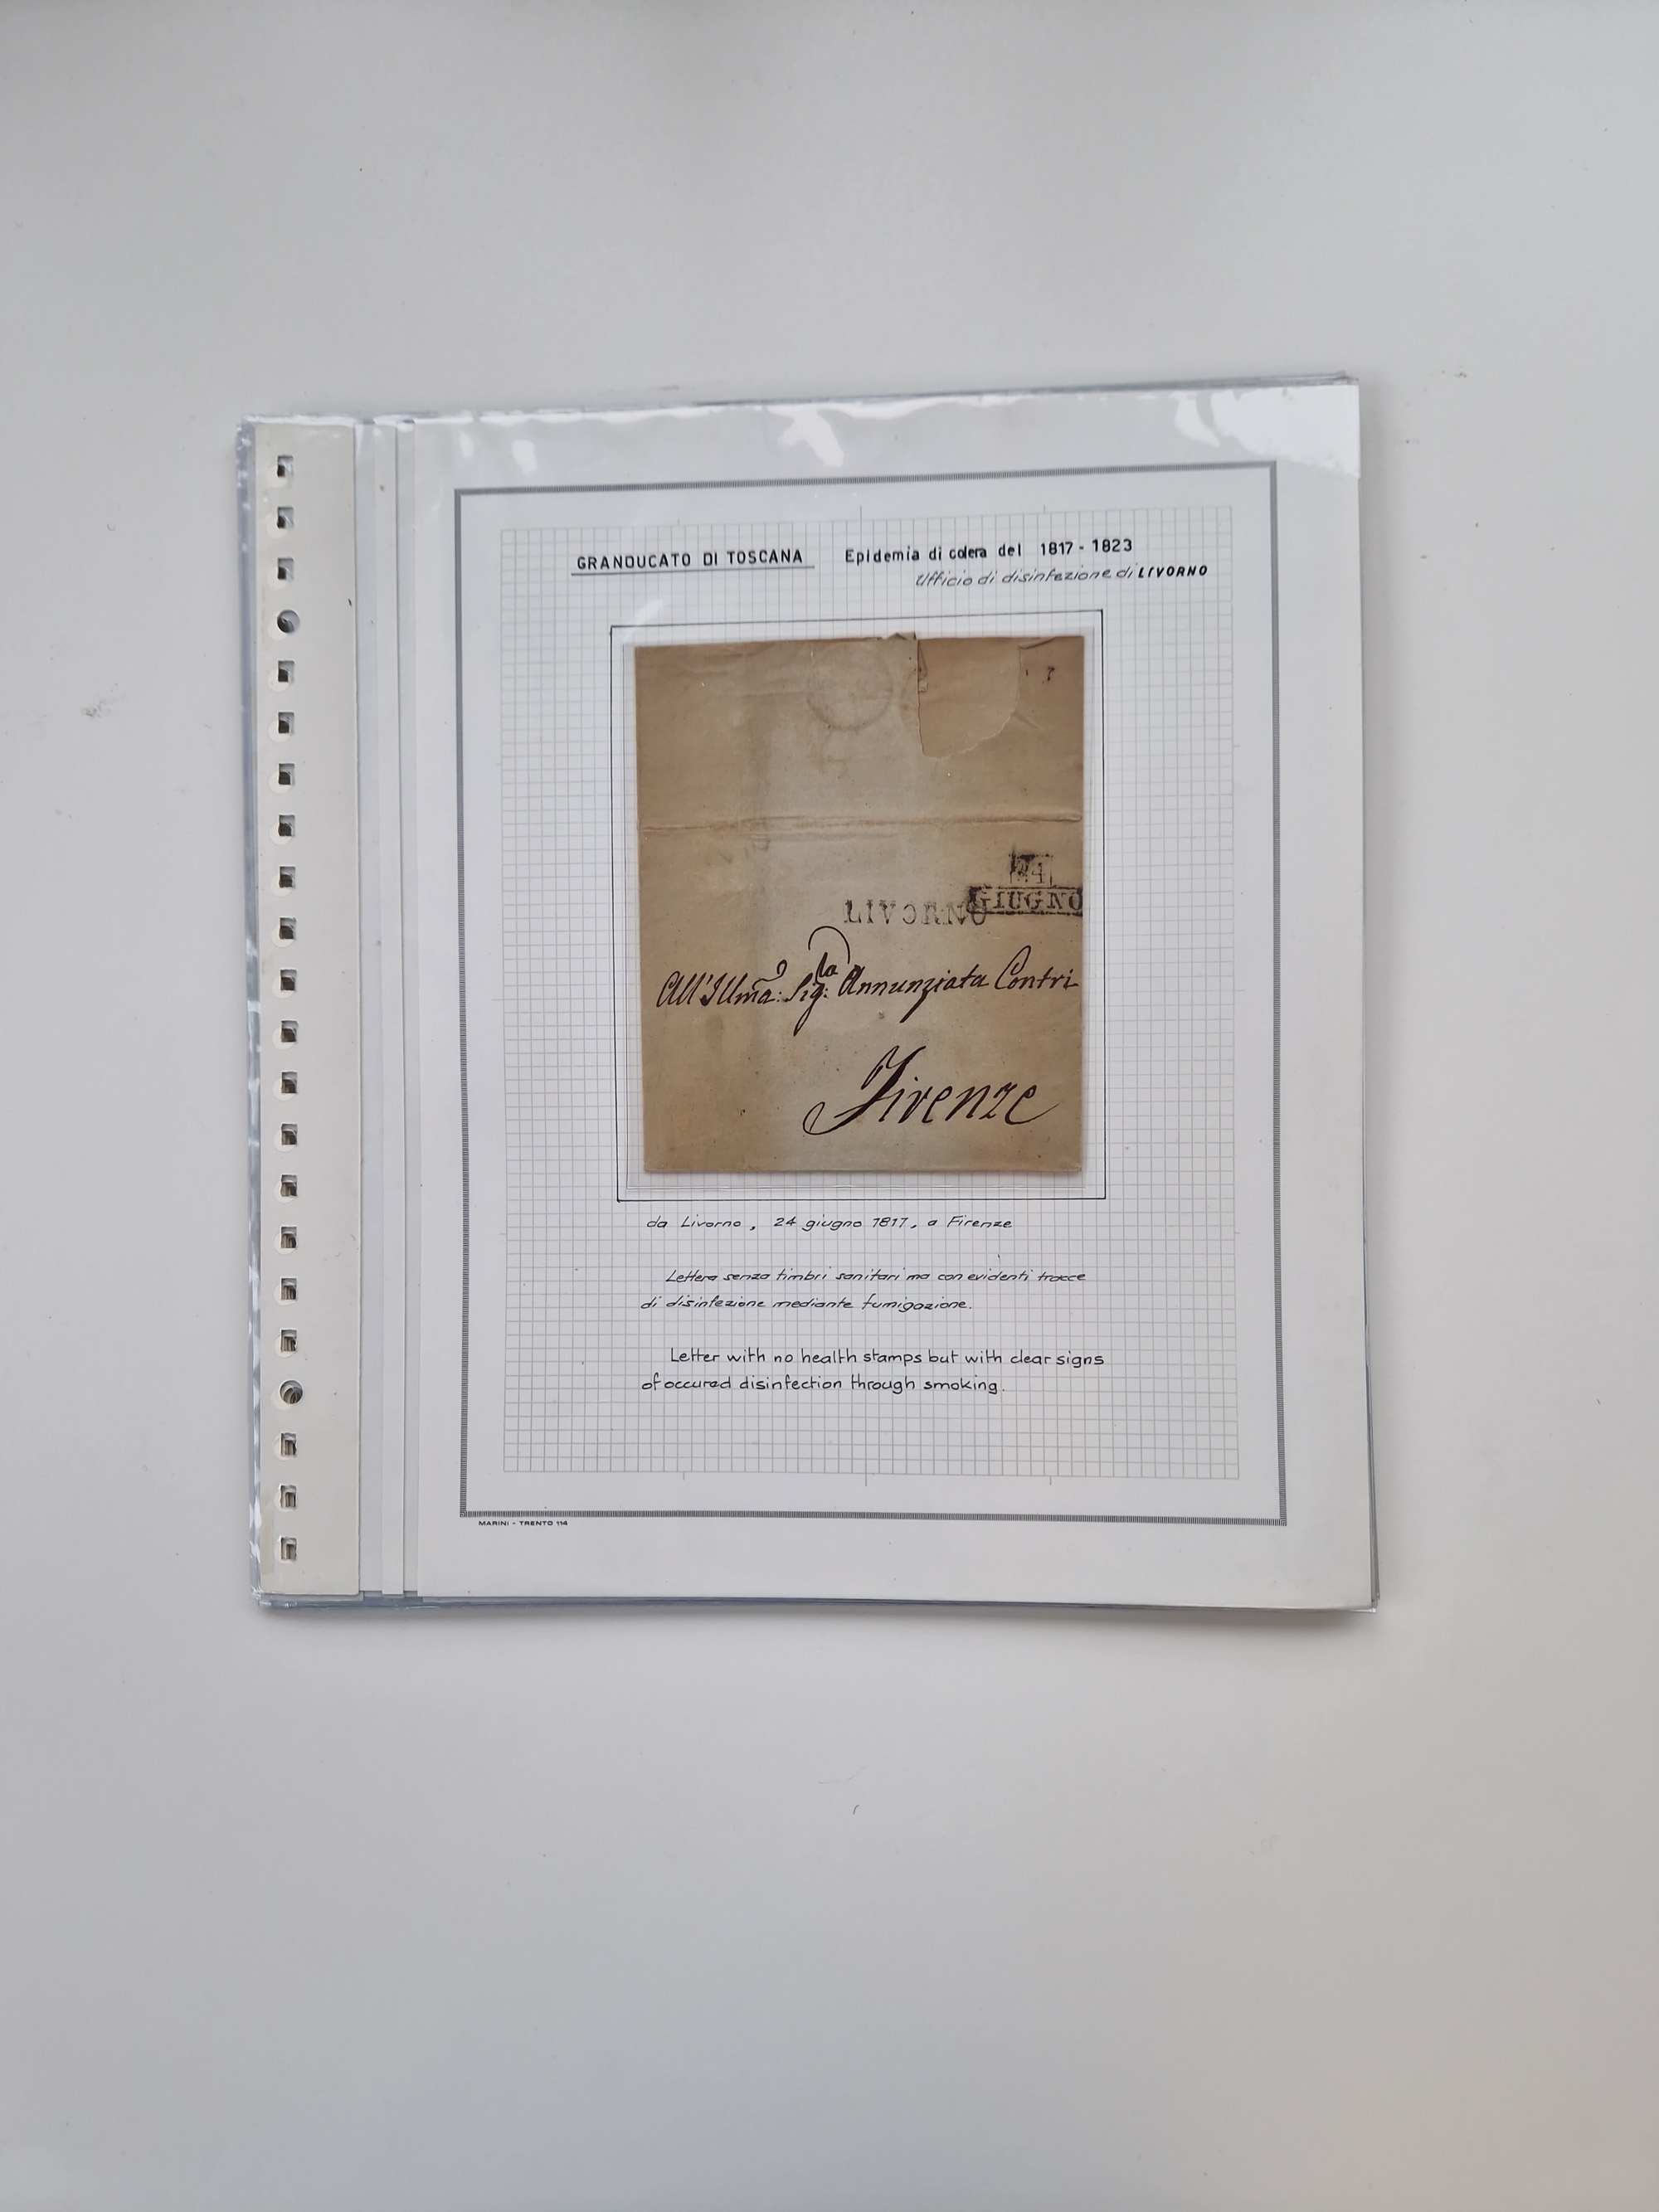 GRANDUCATO DI TOSCANA Epidemia di colera del 1817 - 1823
Ufficio di disinfezione di LIVORNO
24
GIUGNO
LIVORNO
All'Illma: Sig:la Annunziata Contri
Firenze
da Livorno, 24 giugno 1817, a Firenze
Lettera senza timbri sanitari ma con evidenti tracce
di disinfezione mediante fumigazione.
Letter with no health stamps but with clear signs
of occured disinfection through smoking.
MARINI - TRENTO 114